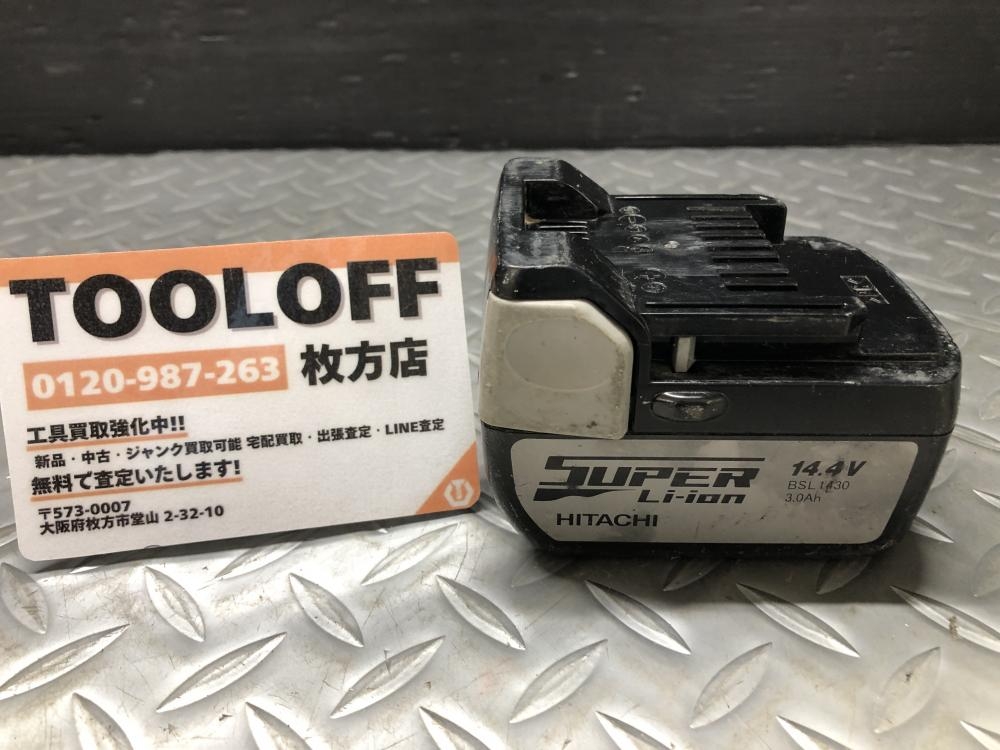 TOOLOFF
0120-987-263 枚方店
工具買取強化中!!
新品・中古・ジャンク買取可能 宅配買取・出張査定・LINE査定
無料で査定いたします!
〒573-0007
大阪府枚方市堂山 2-32-10
SUPER
Li-ion
HITACHI
14.4V
BSL 1430
3.0Ah